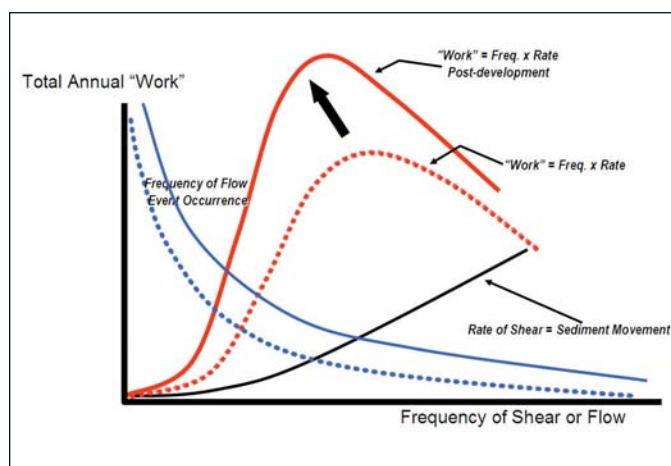 "Work" = Freq. x Rate
Post-development
Total Annual "Work"
"Work" = Freq. x Rate
Frequency of Flow
Event Occurrence
Rate of Shear = Sediment Movement
Frequency of Shear or Flow